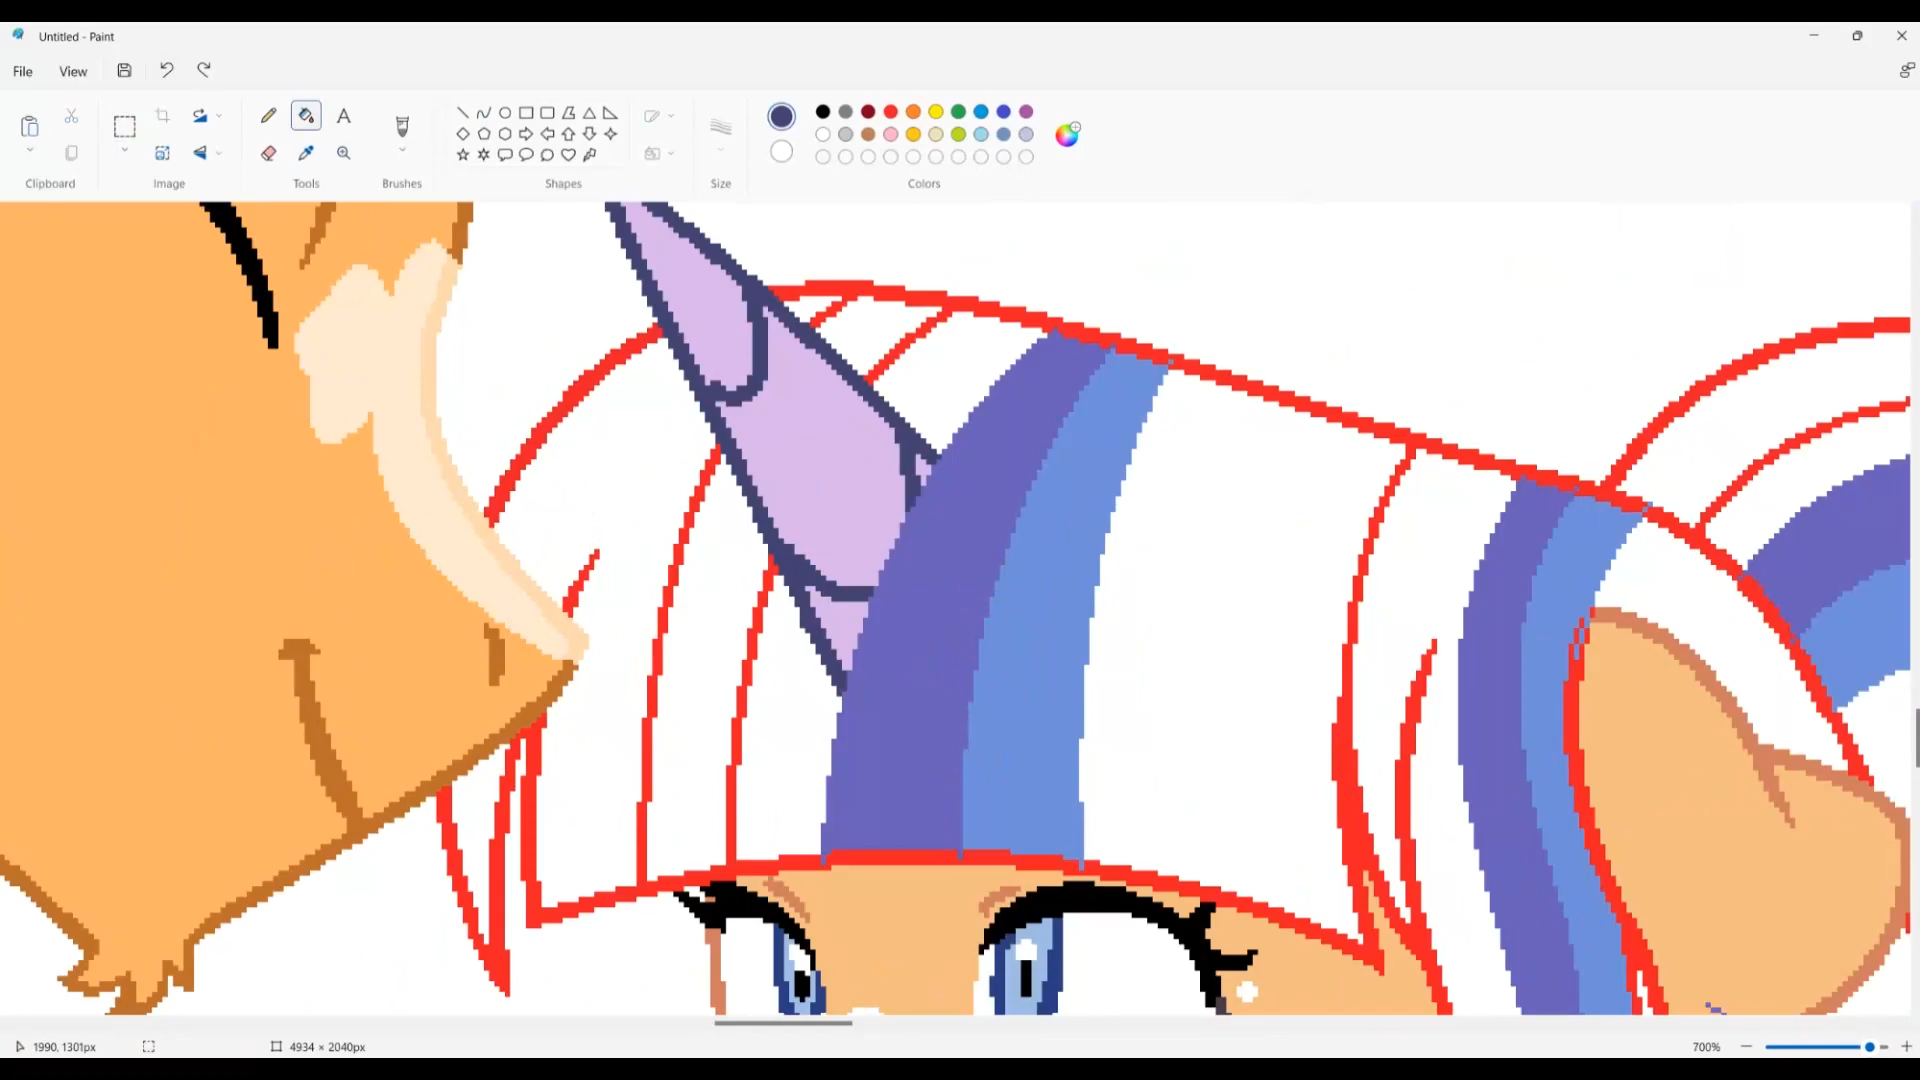 Untitled - Paint
File View
Clipboard Image Tools Brushes Shapes Size Colors
1990, 1301px 4934 × 2040px 700%